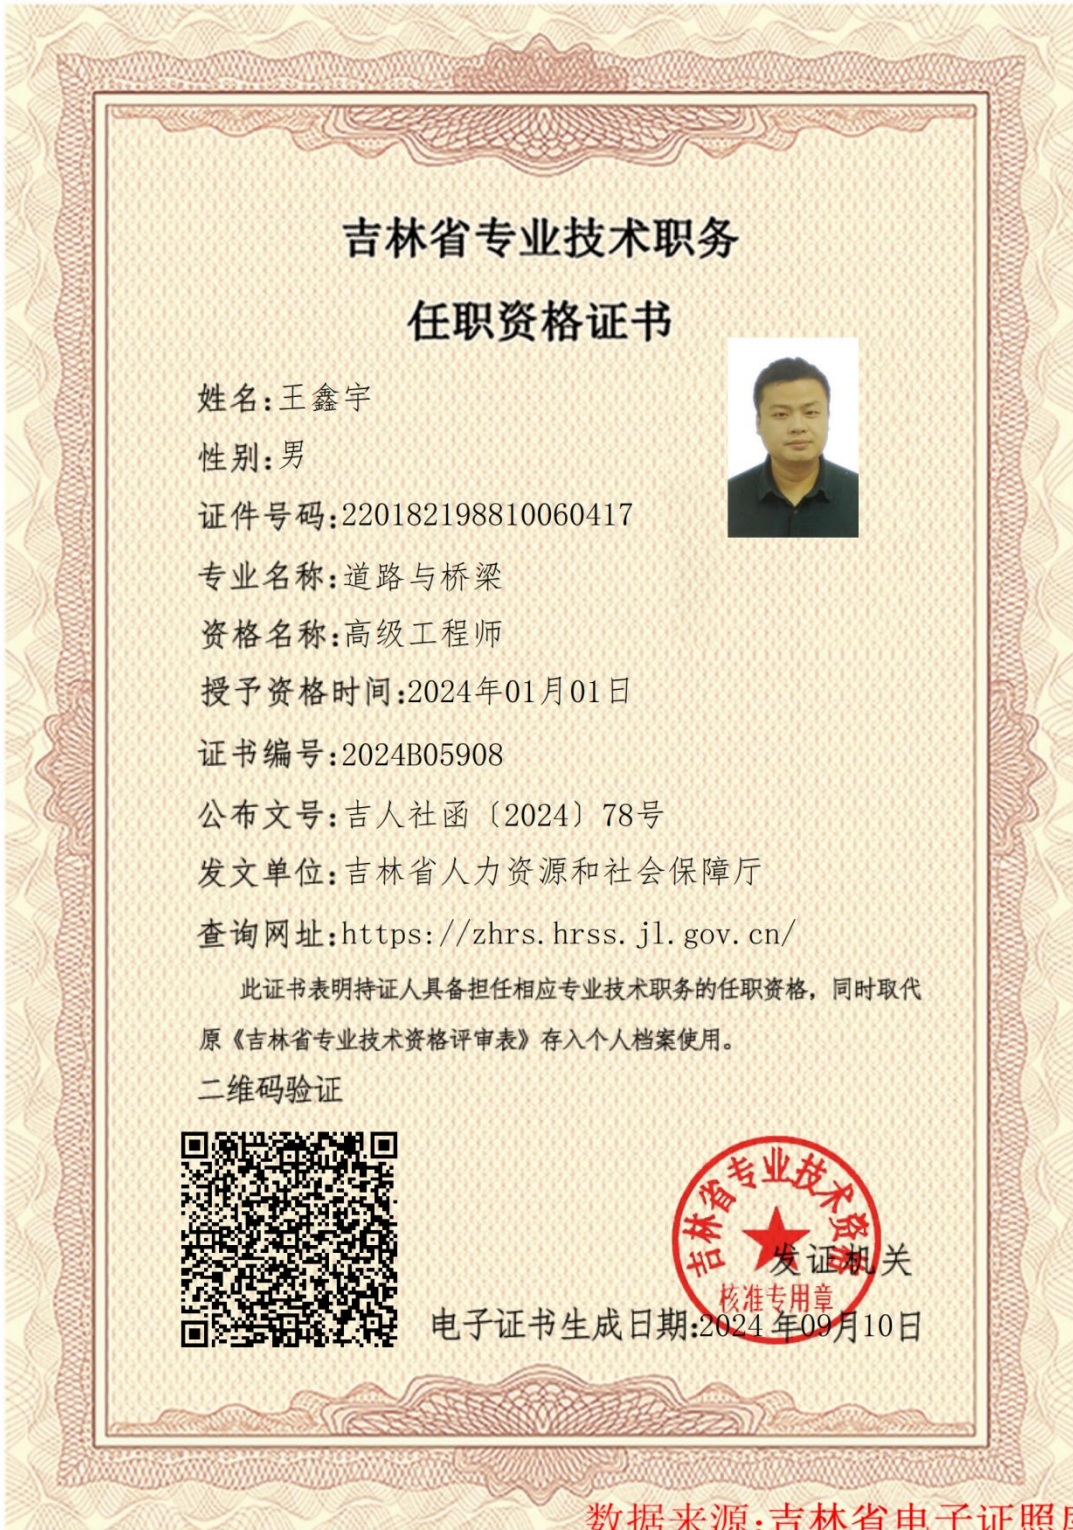 吉林省专业技术职务
任职资格证书
姓名:王鑫宇
性别:男
证件号码:220182198810060417
专业名称:道路与桥梁
资格名称:高级工程师
授予资格时间:2024年01月01日
证书编号:2024B05908
公布文号:吉人社函〔2024〕78号
发文单位:吉林省人力资源和社会保障厅
查询网址:https://zhrs.hrss.jl.gov.cn/
此证书表明持证人具备担任相应专业技术职务的任职资格，同时取代
原《吉林省专业技术资格评审表》存入个人档案使用。
二维码验证
吉林省专业技术资格
核准专用章
发证机关
电子证书生成日期:2024年09月10日
数据来源:吉林省电子证照库